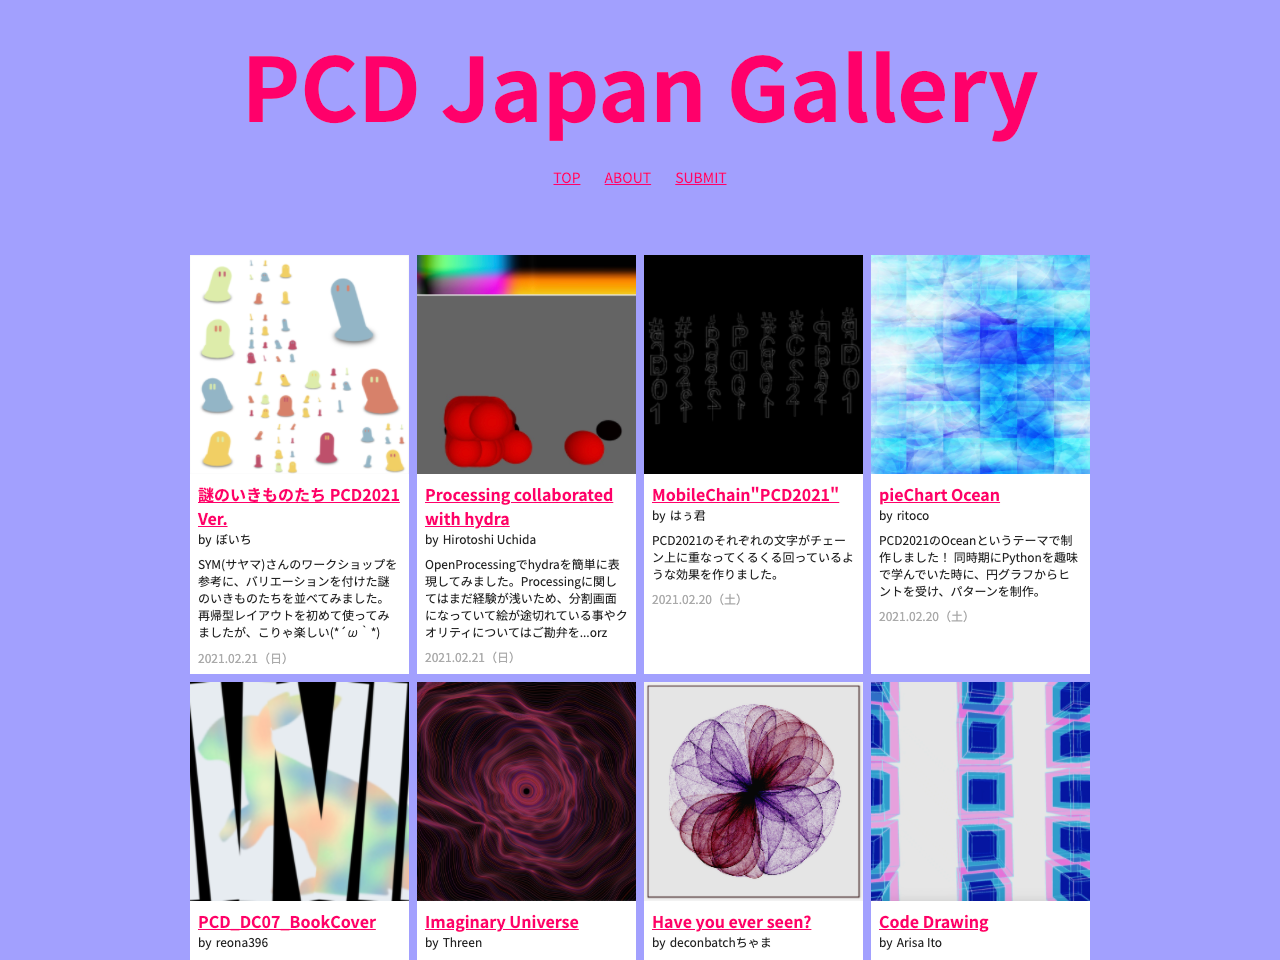 PCD Japan Gallery
TOP ABOUT SUBMIT
謎のいきものたち PCD2021
Ver.
by ぽいち
SYM(サヤマ)さんのワークショップを
参考に、バリエーションを付けた謎
のいきものたちを並べてみました。
再帰型レイアウトを初めて使ってみ
ましたが、こりゃ楽しい(*´ω｀*)
2021.02.21（日）
Processing collaborated
with hydra
by Hirotoshi Uchida
OpenProcessingでhydraを簡単に表
現してみました。Processingに関し
てはまだ経験が浅いため、分割画面
になっていて絵が途切れている事やク
オリティについてはご勘弁を...orz
2021.02.21（日）
MobileChain"PCD2021"
by はぅ君
PCD2021のそれぞれの文字がチェー
ン上に重なってくるくる回っているよ
うな効果を作りました。
2021.02.20（土）
pieChart Ocean
by ritoco
PCD2021のOceanというテーマで制
作しました！ 同時期にPythonを趣味
で学んでいた時に、円グラフからヒ
ントを受け、パターンを制作。
2021.02.20（土）
PCD_DC07_BookCover
by reona396
Imaginary Universe
by Threen
Have you ever seen?
by deconbatchちゃま
Code Drawing
by Arisa Ito